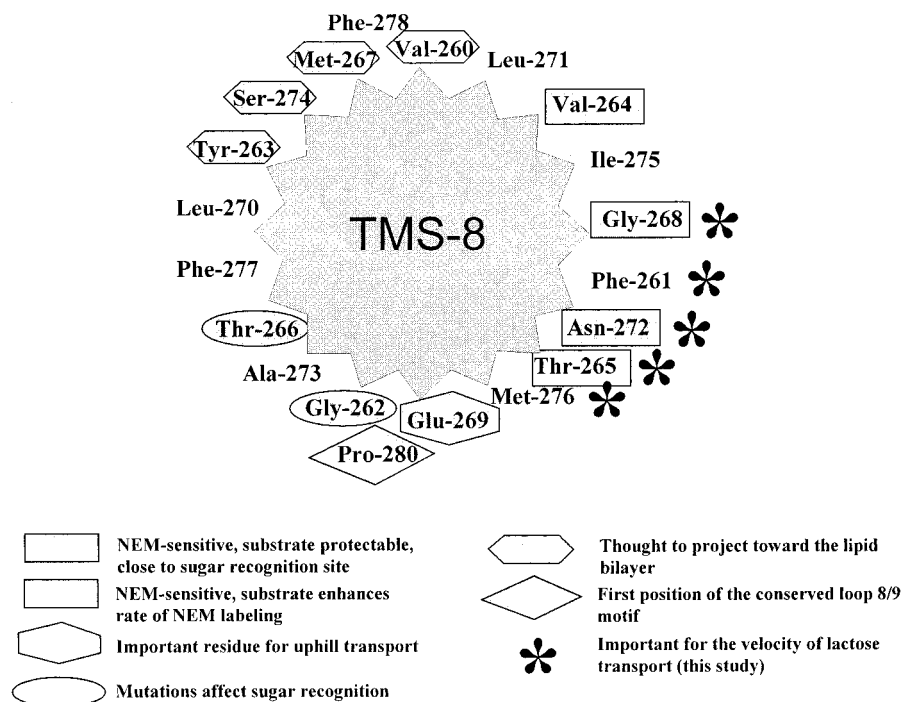 Phe-278
Val-260
Met-267
Leu-271
Ser-274
Val-264
Tyr-263
Ile-275
Leu-270
Gly-268
TMS-8
Phe-277
Phe-261
Thr-266
Asn-272
Ala-273
Thr-265
Gly-262
Met-276
Glu-269
Pro-280
NEM-sensitive, substrate protectable,
close to sugar recognition site
NEM-sensitive, substrate enhances
rate of NEM labeling
Important residue for uphill transport
Mutations affect sugar recognition
Thought to project toward the lipid
bilayer
First position of the conserved loop 8/9
motif
Important for the velocity of lactose
transport (this study)